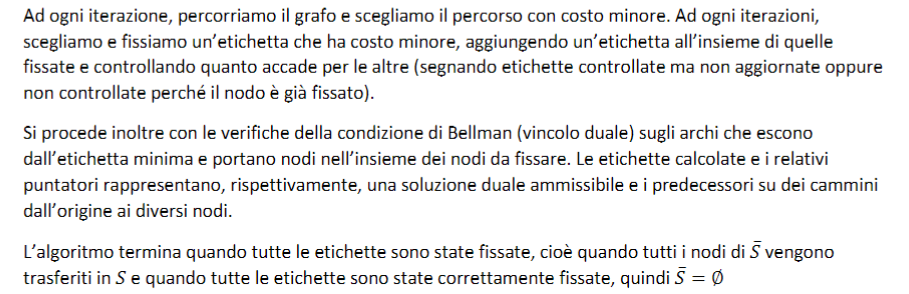 Ad ogni iterazione, percorriamo il grafo e scegliamo il percorso con costo minore. Ad ogni iterazioni,
scegliamo e fissiamo un’etichetta che ha costo minore, aggiungendo un’etichetta all’insieme di quelle
fissate e controllando quanto accade per le altre (segnando etichette controllate ma non aggiornate oppure
non controllate perché il nodo è già fissato).
Si procede inoltre con le verifiche della condizione di Bellman (vincolo duale) sugli archi che escono
dall’etichetta minima e portano nodi nell’insieme dei nodi da fissare. Le etichette calcolate e i relativi
puntatori rappresentano, rispettivamente, una soluzione duale ammissibile e i predecessori su dei cammini
dall’origine ai diversi nodi.
L’algoritmo termina quando tutte le etichette sono state fissate, cioè quando tutti i nodi di S̄ vengono
trasferiti in S e quando tutte le etichette sono state correttamente fissate, quindi S̄ = ∅